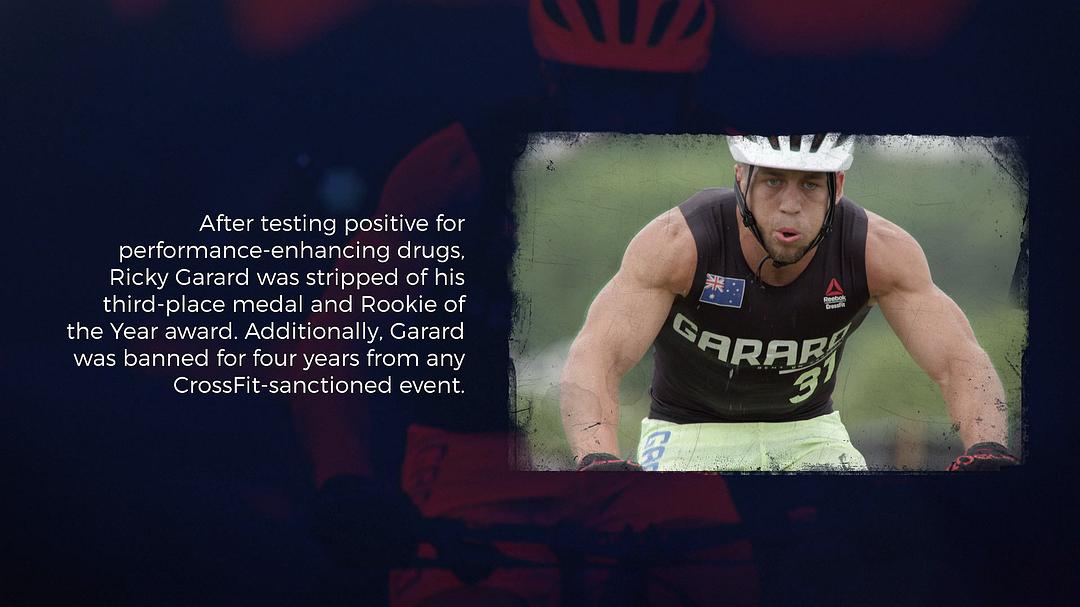 After testing positive for
performance-enhancing drugs,
Ricky Garard was stripped of his
third-place medal and Rookie of
the Year award. Additionally, Garard
was banned for four years from any
CrossFit-sanctioned event.
Reebok
CrossFit
GARARD
31